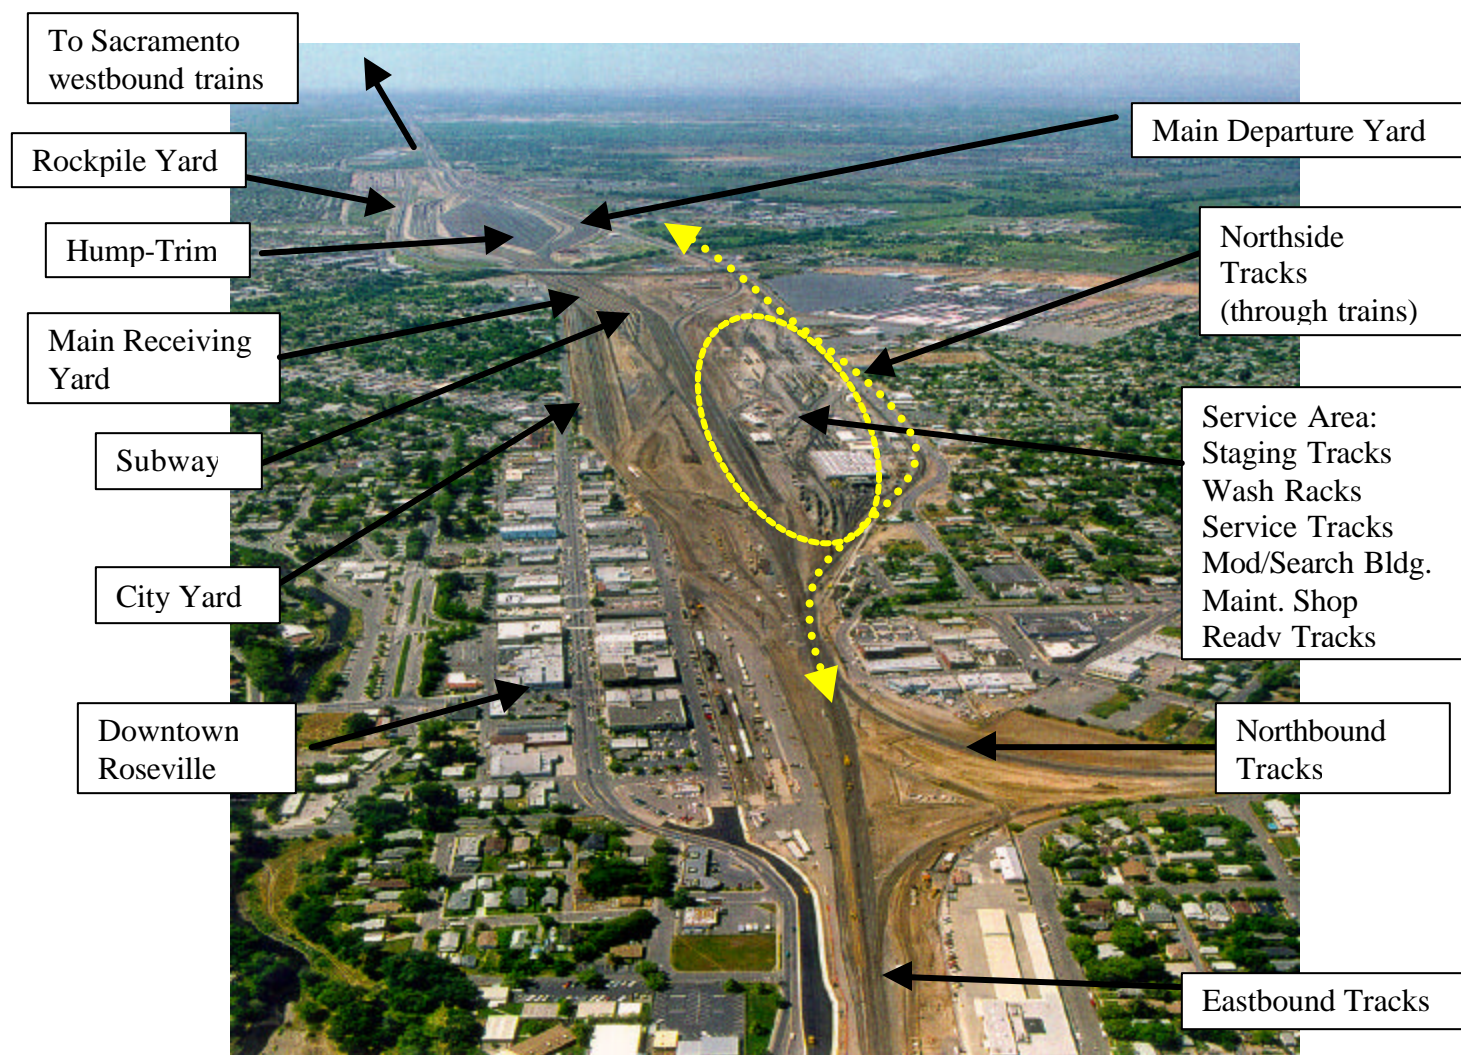 To Sacramento
westbound trains
Rockpile Yard
Hump-Trim
Main Receiving
Yard
Subway
City Yard
Downtown
Roseville
Main Departure Yard
Northside
Tracks
(through trains)
Service Area:
Staging Tracks
Wash Racks
Service Tracks
Mod/Search Bldg.
Maint. Shop
Ready Tracks
Northbound
Tracks
Eastbound Tracks